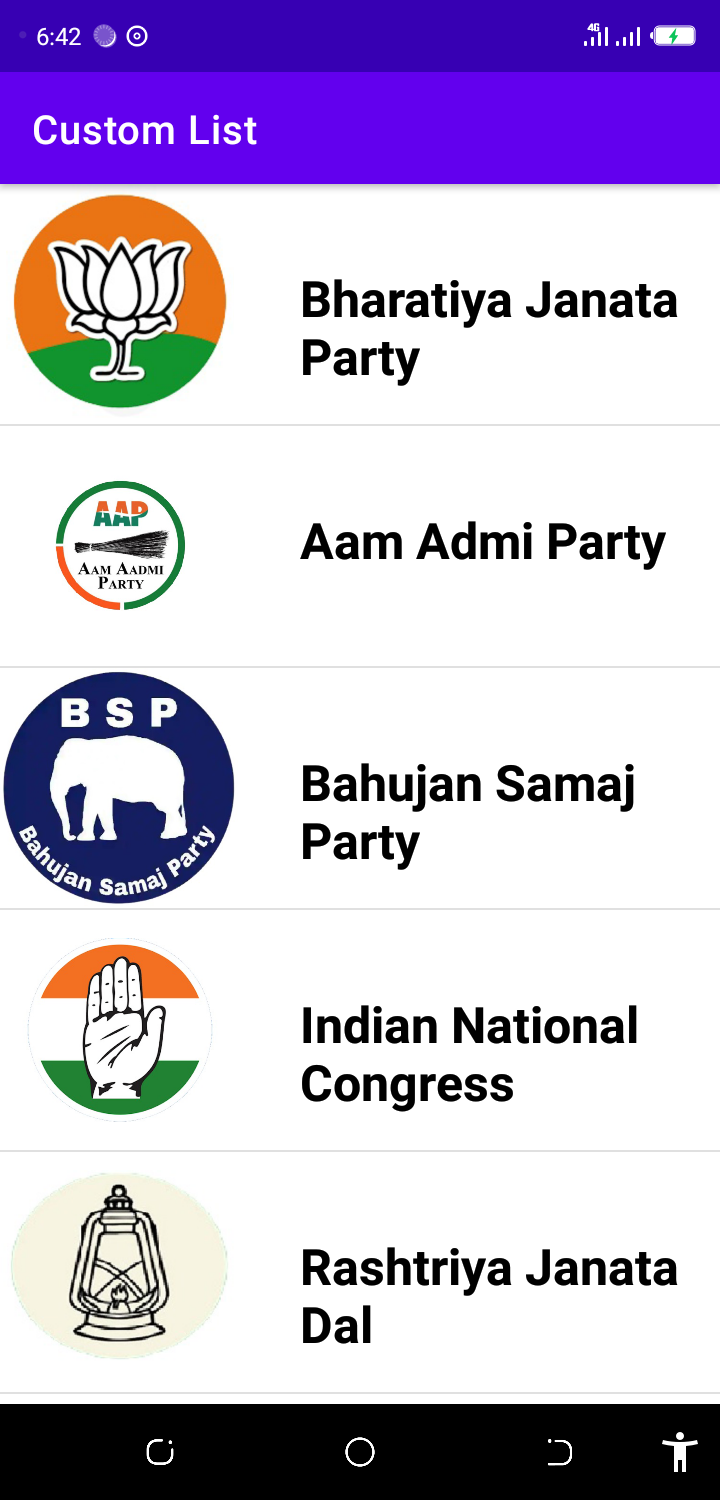 6:42
4G
Custom List
Bharatiya Janata
Party
AAP
AAM AADMI
PARTY
Aam Admi Party
B S P
Bahujan Samaj Party
Bahujan Samaj
Party
Indian National
Congress
Rashtriya Janata
Dal